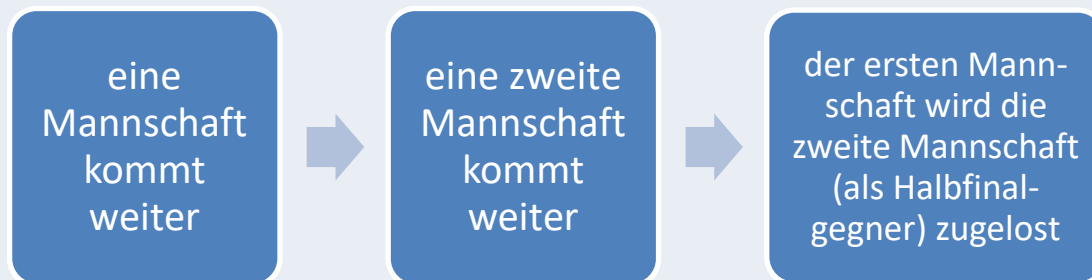 eine
Mannschaft
kommt
weiter
eine zweite
Mannschaft
kommt
weiter
der ersten Mann-
schaft wird die
zweite Mannschaft
(als Halbfinal-
gegner) zugelost